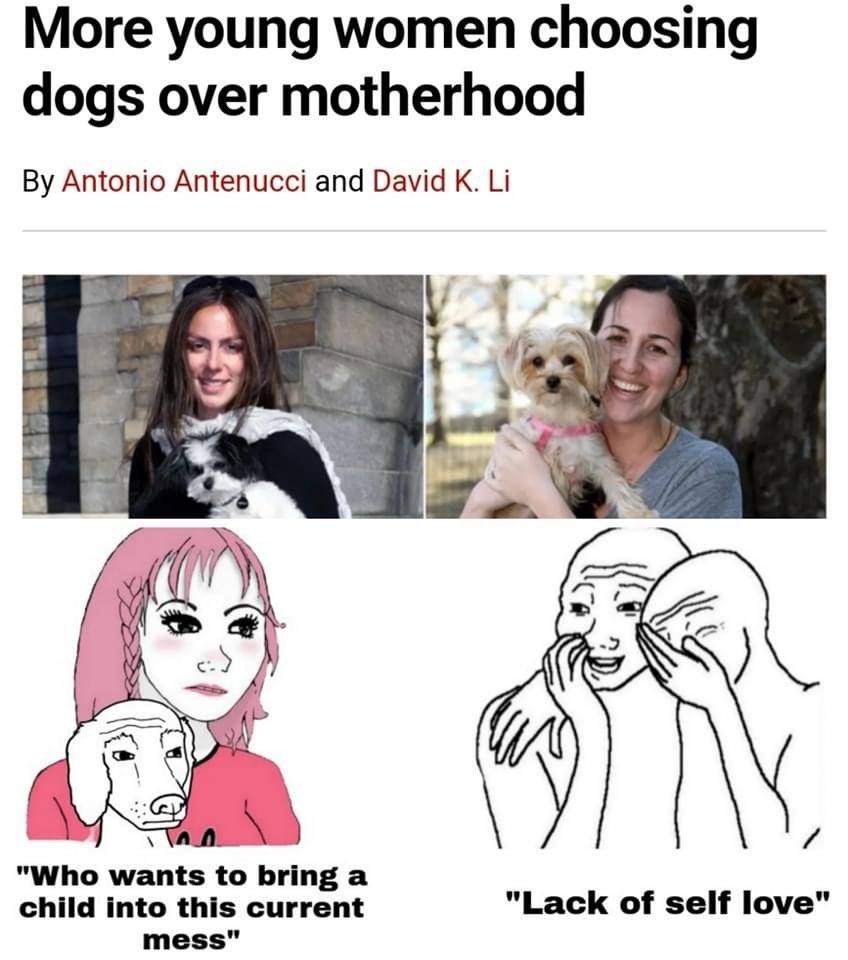 More young women choosing
dogs over motherhood
By Antonio Antenucci and David K. Li
"Who wants to bring a
child into this current
mess"
"Lack of self love"